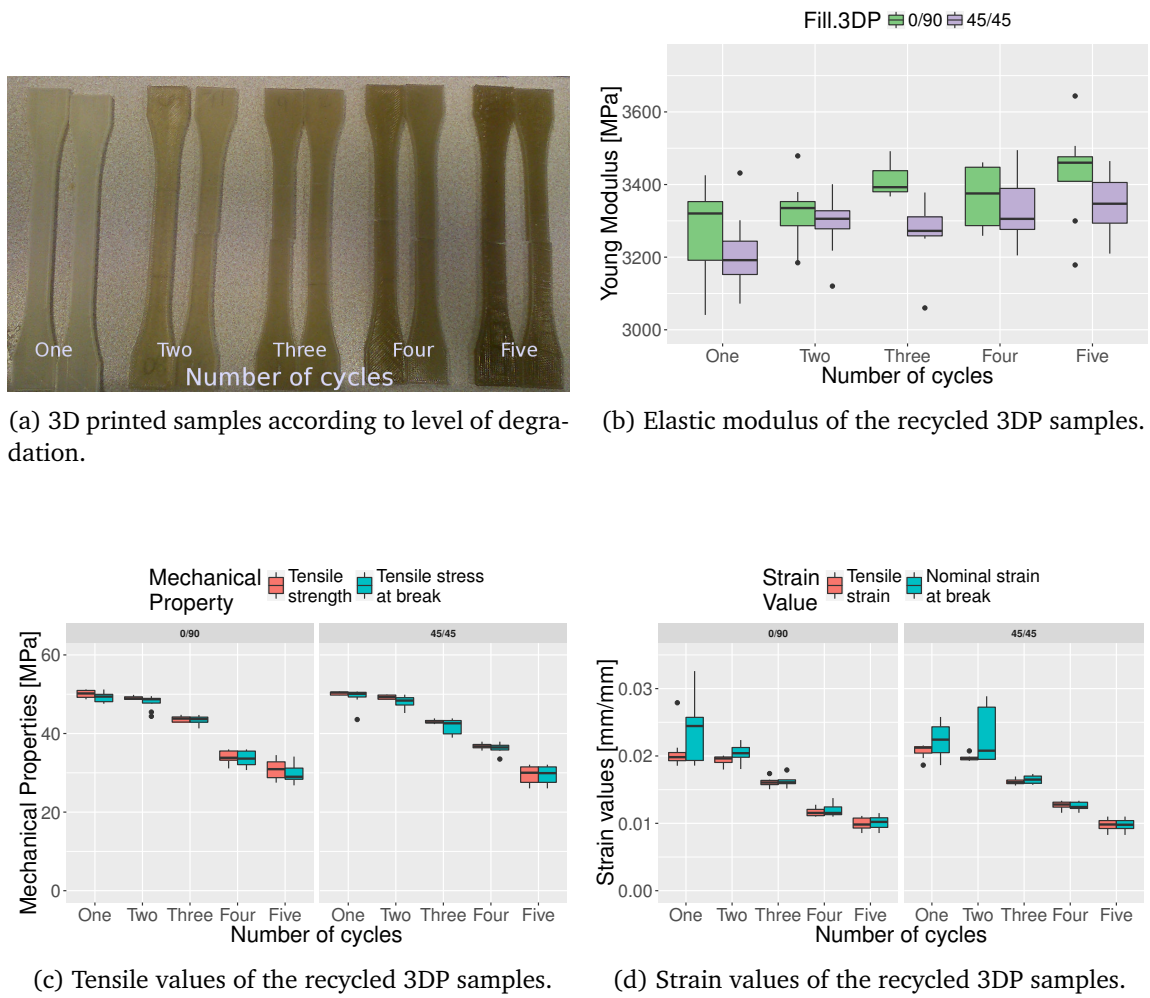 Fill.3DP 0/90 45/45
Young Modulus [MPa]
3600
3400
3200
3000
One Two Three Four Five
Number of cycles
One Two Three Four Five
Number of cycles
(a) 3D printed samples according to level of degra-
dation.
(b) Elastic modulus of the recycled 3DP samples.
Mechanical
Property
Tensile
strength
Tensile stress
at break
0/90 45/45
Mechanical Properties [MPa]
60
40
20
0
One Two Three Four Five One Two Three Four Five
Number of cycles
(c) Tensile values of the recycled 3DP samples.
Strain
Value
Tensile
strain
Nominal strain
at break
0/90 45/45
Strain values [mm/mm]
0.03
0.02
0.01
0.00
One Two Three Four Five One Two Three Four Five
Number of cycles
(d) Strain values of the recycled 3DP samples.